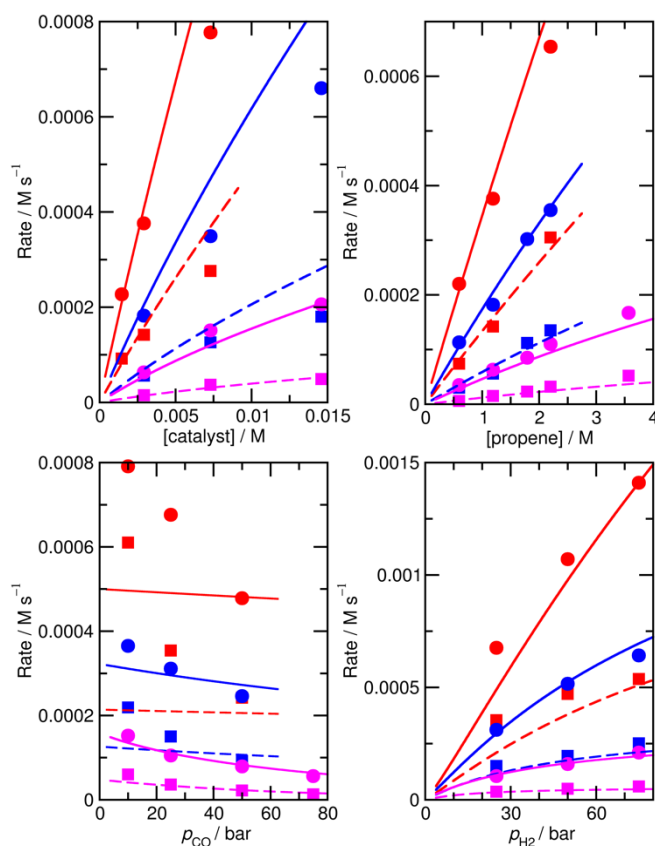 0.0008
0.0006
0.0004
0.0002
0
Rate / M s⁻¹
0 0.005 0.01 0.015
[catalyst] / M
0.0006
0.0004
0.0002
0
Rate / M s⁻¹
0 1 2 3 4
[propene] / M
0.0008
0.0006
0.0004
0.0002
0
Rate / M s⁻¹
0 20 40 60 80
pCO / bar
0.0015
0.001
0.0005
0
Rate / M s⁻¹
0 30 60
pH2 / bar